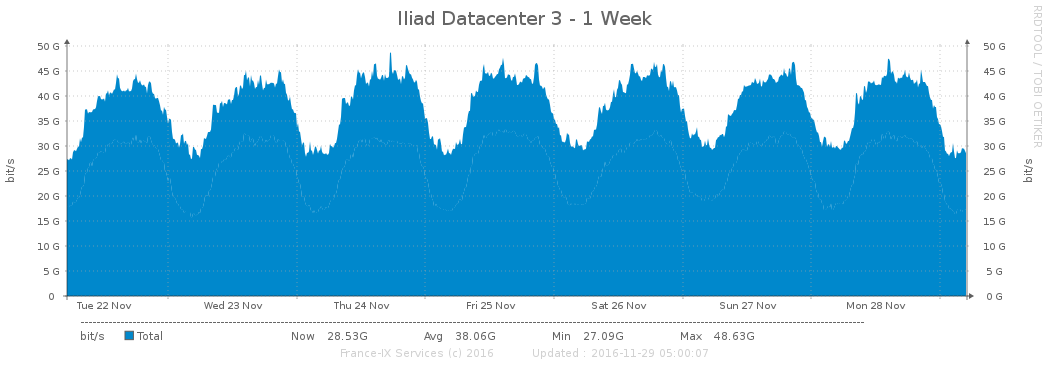 Iliad Datacenter 3 - 1 Week
RRDTOOL / TOBI OETIKER
50 G 50 G
45 G 45 G
40 G 40 G
35 G 35 G
30 G 30 G
25 G 25 G
20 G 20 G
15 G 15 G
10 G 10 G
5 G 5 G
0 0 G
bit/s bit/s
Tue 22 Nov Wed 23 Nov Thu 24 Nov Fri 25 Nov Sat 26 Nov Sun 27 Nov Mon 28 Nov
bit/s Total Now 28.53G Avg 38.06G Min 27.09G Max 48.63G
France-IX Services (c) 2016 Updated : 2016-11-29 05:00:07